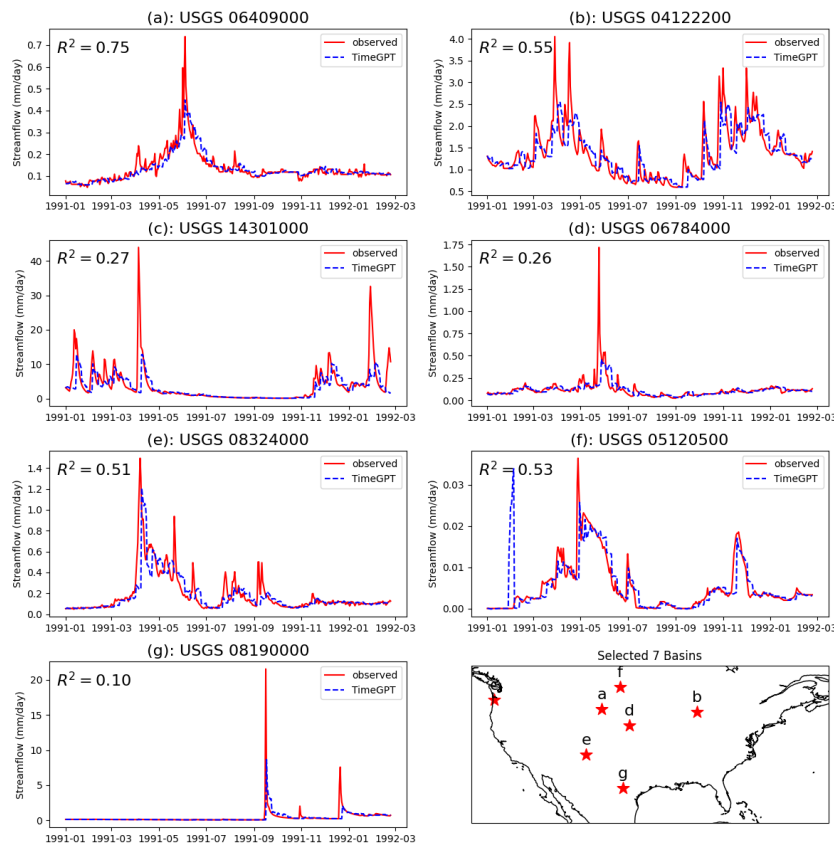 (a): USGS 06409000
R² = 0.75
observed
TimeGPT
Streamflow (mm/day)
0.7
0.6
0.5
0.4
0.3
0.2
0.1
1991-01 1991-03 1991-05 1991-07 1991-09 1991-11 1992-01 1992-03
(b): USGS 04122200
R² = 0.55
observed
TimeGPT
Streamflow (mm/day)
4.0
3.5
3.0
2.5
2.0
1.5
1.0
0.5
1991-01 1991-03 1991-05 1991-07 1991-09 1991-11 1992-01 1992-03
(c): USGS 14301000
R² = 0.27
observed
TimeGPT
Streamflow (mm/day)
40
30
20
10
0
1991-01 1991-03 1991-05 1991-07 1991-09 1991-11 1992-01 1992-03
(d): USGS 06784000
R² = 0.26
observed
TimeGPT
Streamflow (mm/day)
1.75
1.50
1.25
1.00
0.75
0.50
0.25
0.00
1991-01 1991-03 1991-05 1991-07 1991-09 1991-11 1992-01 1992-03
(e): USGS 08324000
R² = 0.51
observed
TimeGPT
Streamflow (mm/day)
1.4
1.2
1.0
0.8
0.6
0.4
0.2
0.0
1991-01 1991-03 1991-05 1991-07 1991-09 1991-11 1992-01 1992-03
(f): USGS 05120500
R² = 0.53
observed
TimeGPT
Streamflow (mm/day)
0.03
0.02
0.01
0.00
1991-01 1991-03 1991-05 1991-07 1991-09 1991-11 1992-01 1992-03
(g): USGS 08190000
R² = 0.10
observed
TimeGPT
Streamflow (mm/day)
20
15
10
5
0
1991-01 1991-03 1991-05 1991-07 1991-09 1991-11 1992-01 1992-03
Selected 7 Basins
f
a
b
d
e
g